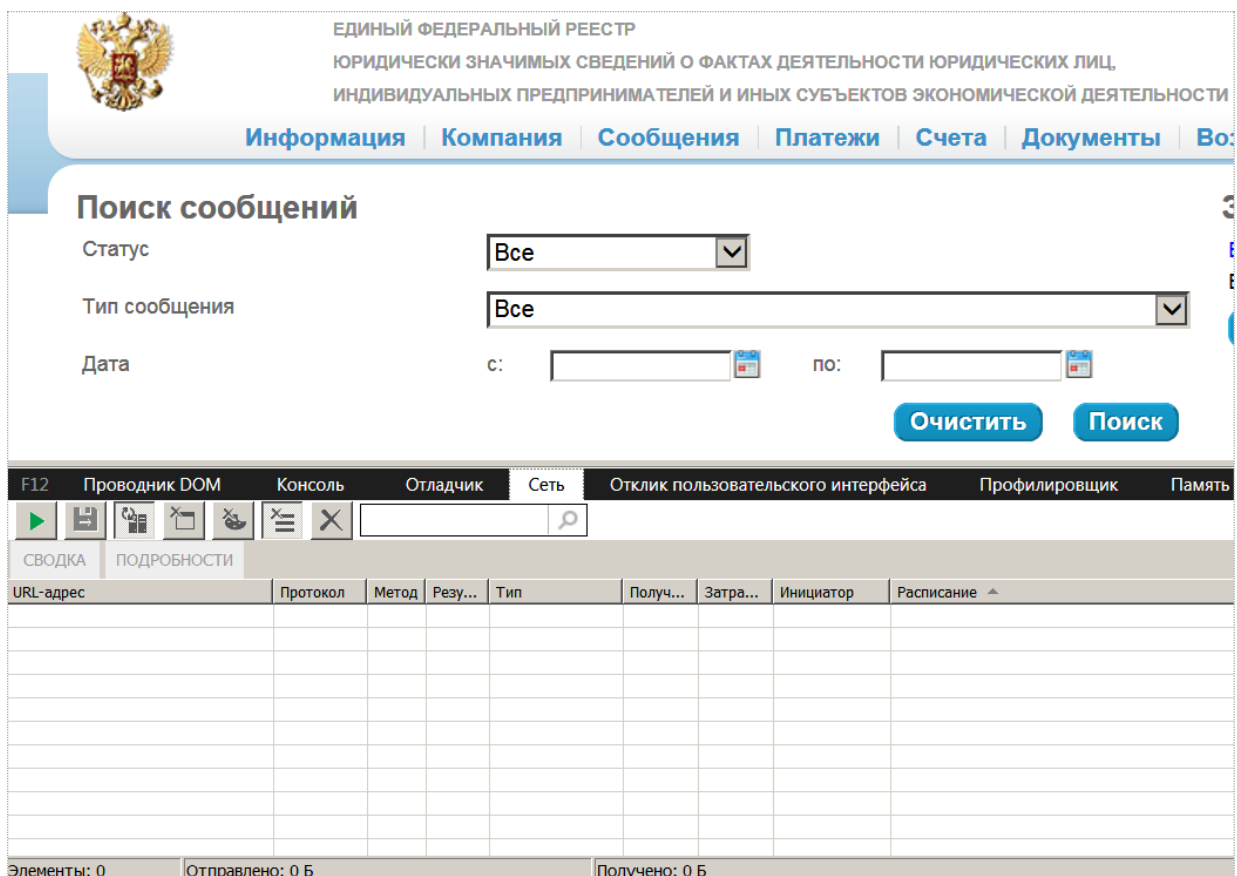 ЕДИНЫЙ ФЕДЕРАЛЬНЫЙ РЕЕСТР
ЮРИДИЧЕСКИ ЗНАЧИМЫХ СВЕДЕНИЙ О ФАКТАХ ДЕЯТЕЛЬНОСТИ ЮРИДИЧЕСКИХ ЛИЦ,
ИНДИВИДУАЛЬНЫХ ПРЕДПРИНИМАТЕЛЕЙ И ИНЫХ СУБЪЕКТОВ ЭКОНОМИЧЕСКОЙ ДЕЯТЕЛЬНОСТИ
Информация Компания Сообщения Платежи Счета Документы
Поиск сообщений
Статус Все
Тип сообщения Все
Дата с: по:
Очистить Поиск
F12 Проводник DOM Консоль Отладчик Сеть Отклик пользовательского интерфейса Профилировщик Память
СВОДКА ПОДРОБНОСТИ
URL-адрес Протокол Метод Резу... Тип Получ... Затра... Инициатор Расписание
Элементы: 0 Отправлено: 0 Б Получено: 0 Б